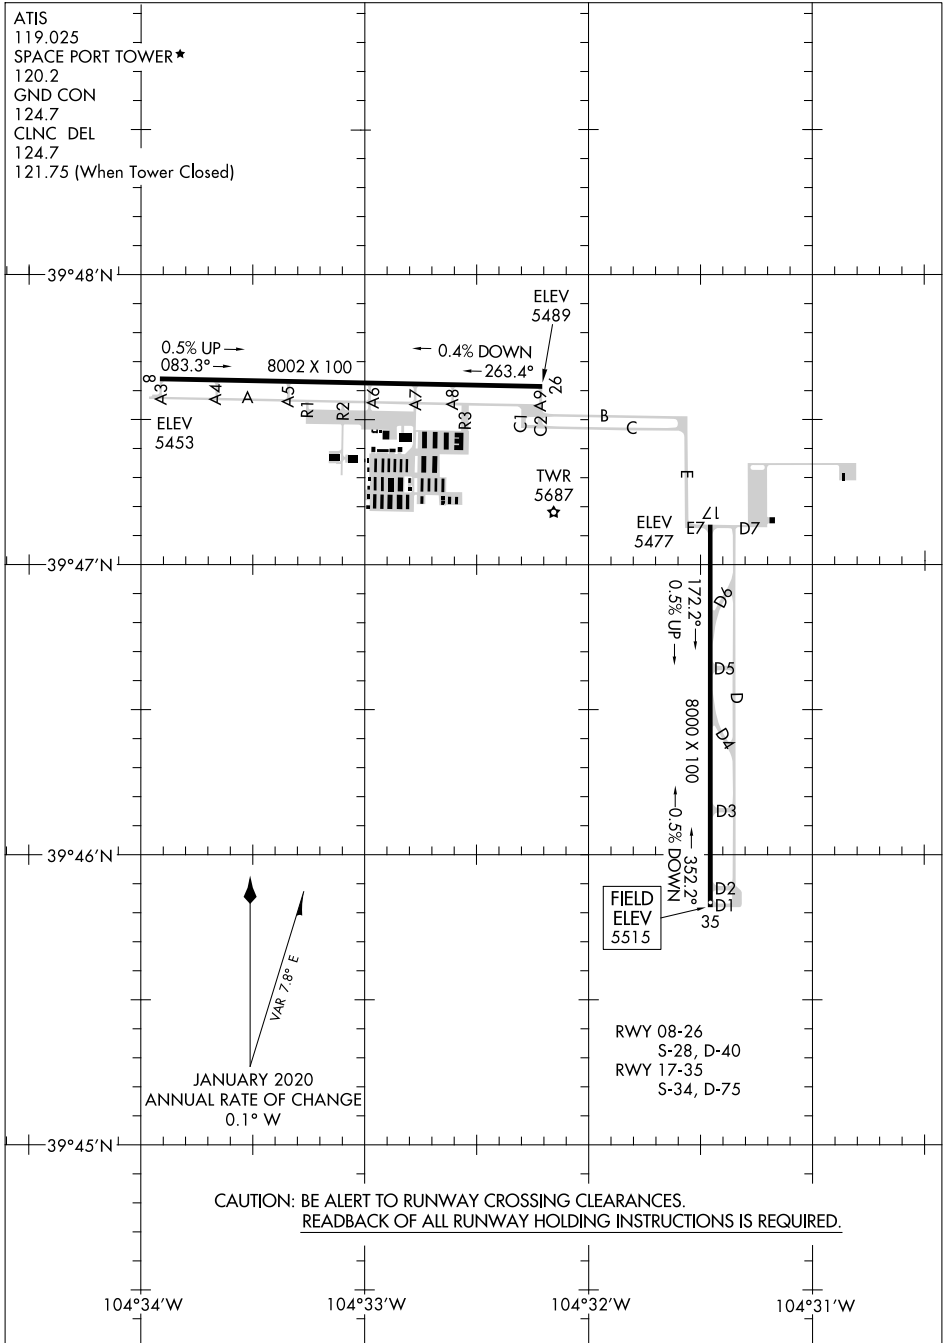 ATIS
119.025
SPACE PORT TOWER★
120.2
GND CON
124.7
CLNC DEL
124.7
121.75 (When Tower Closed)
39°48'N
ELEV
5489
0.5% UP →
← 0.4% DOWN
083.3° →
8002 X 100
← 263.4°
8
26
A3
A4
A
A5
R1
R2
A6
A7
A8
R3
C1
C2
A9
B
C
ELEV
5453
TWR
5687
E
ELEV
5477
E7
17
D7
39°47'N
172.2° →
0.5% UP →
D6
D5
D
D4
8000 X 100
D3
← 352.2°
← 0.5% DOWN
39°46'N
D2
D1
35
FIELD
ELEV
5515
VAR 7.8° E
JANUARY 2020
ANNUAL RATE OF CHANGE
0.1° W
RWY 08-26
S-28, D-40
RWY 17-35
S-34, D-75
39°45'N
CAUTION: BE ALERT TO RUNWAY CROSSING CLEARANCES.
READBACK OF ALL RUNWAY HOLDING INSTRUCTIONS IS REQUIRED.
104°34'W
104°33'W
104°32'W
104°31'W